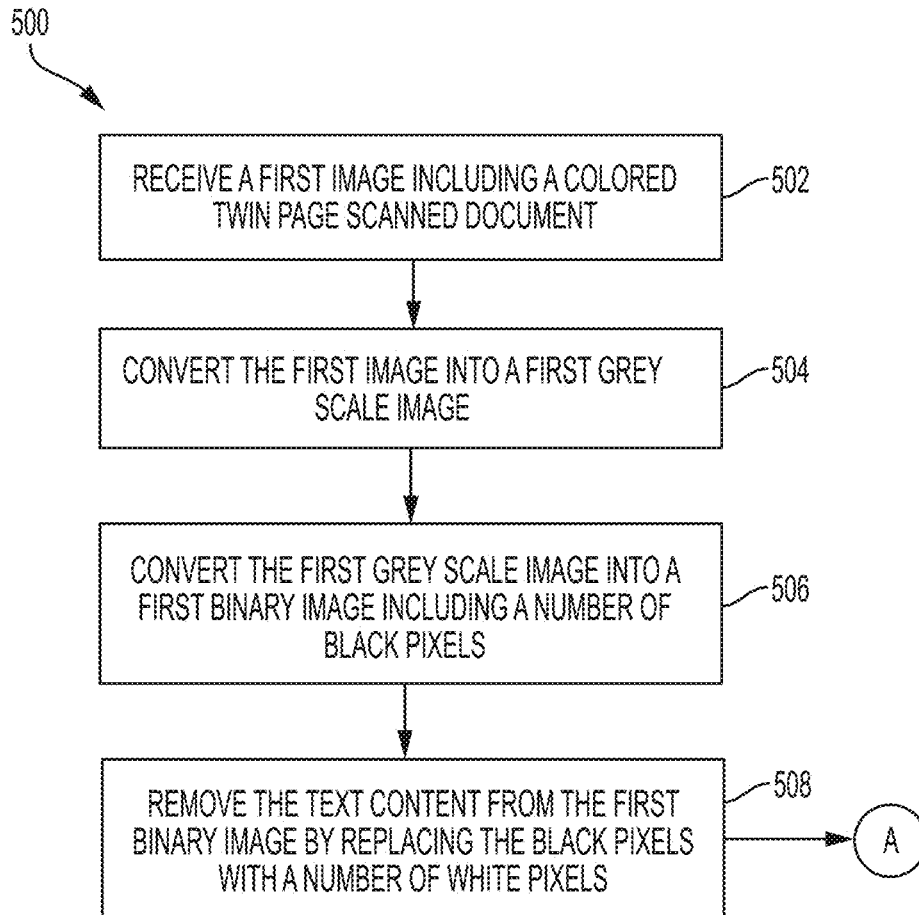 500
RECEIVE A FIRST IMAGE INCLUDING A COLORED
TWIN PAGE SCANNED DOCUMENT
502
CONVERT THE FIRST IMAGE INTO A FIRST GREY
SCALE IMAGE
504
CONVERT THE FIRST GREY SCALE IMAGE INTO A
FIRST BINARY IMAGE INCLUDING A NUMBER OF
BLACK PIXELS
506
REMOVE THE TEXT CONTENT FROM THE FIRST
BINARY IMAGE BY REPLACING THE BLACK PIXELS
WITH A NUMBER OF WHITE PIXELS
508
A